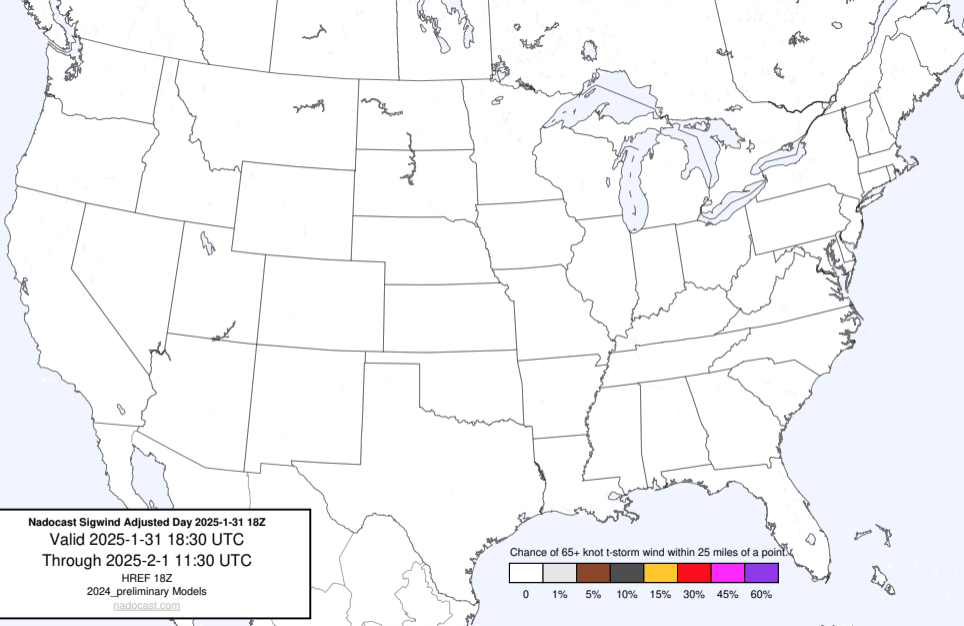 Nadocast Sigwind Adjusted Day 2025-1-31 18Z
Valid 2025-1-31 18:30 UTC
Through 2025-2-1 11:30 UTC
HREF 18Z
2024_preliminary Models
nadocast.com
Chance of 65+ knot t-storm wind within 25 miles of a point.
0 1% 5% 10% 15% 30% 45% 60%